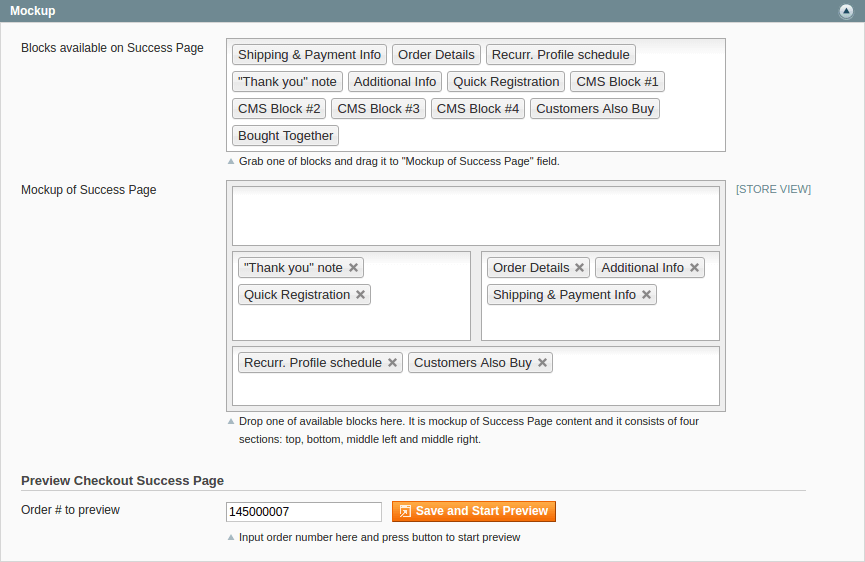 Mockup
Blocks available on Success Page
Shipping & Payment Info Order Details Recurr. Profile schedule
"Thank you" note Additional Info Quick Registration CMS Block #1
CMS Block #2 CMS Block #3 CMS Block #4 Customers Also Buy
Bought Together
Grab one of blocks and drag it to "Mockup of Success Page" field.
Mockup of Success Page
[STORE VIEW]
"Thank you" note
Quick Registration
Order Details Additional Info
Shipping & Payment Info
Recurr. Profile schedule Customers Also Buy
Drop one of available blocks here. It is mockup of Success Page content and it consists of four
sections: top, bottom, middle left and middle right.
Preview Checkout Success Page
Order # to preview
145000007
Save and Start Preview
Input order number here and press button to start preview